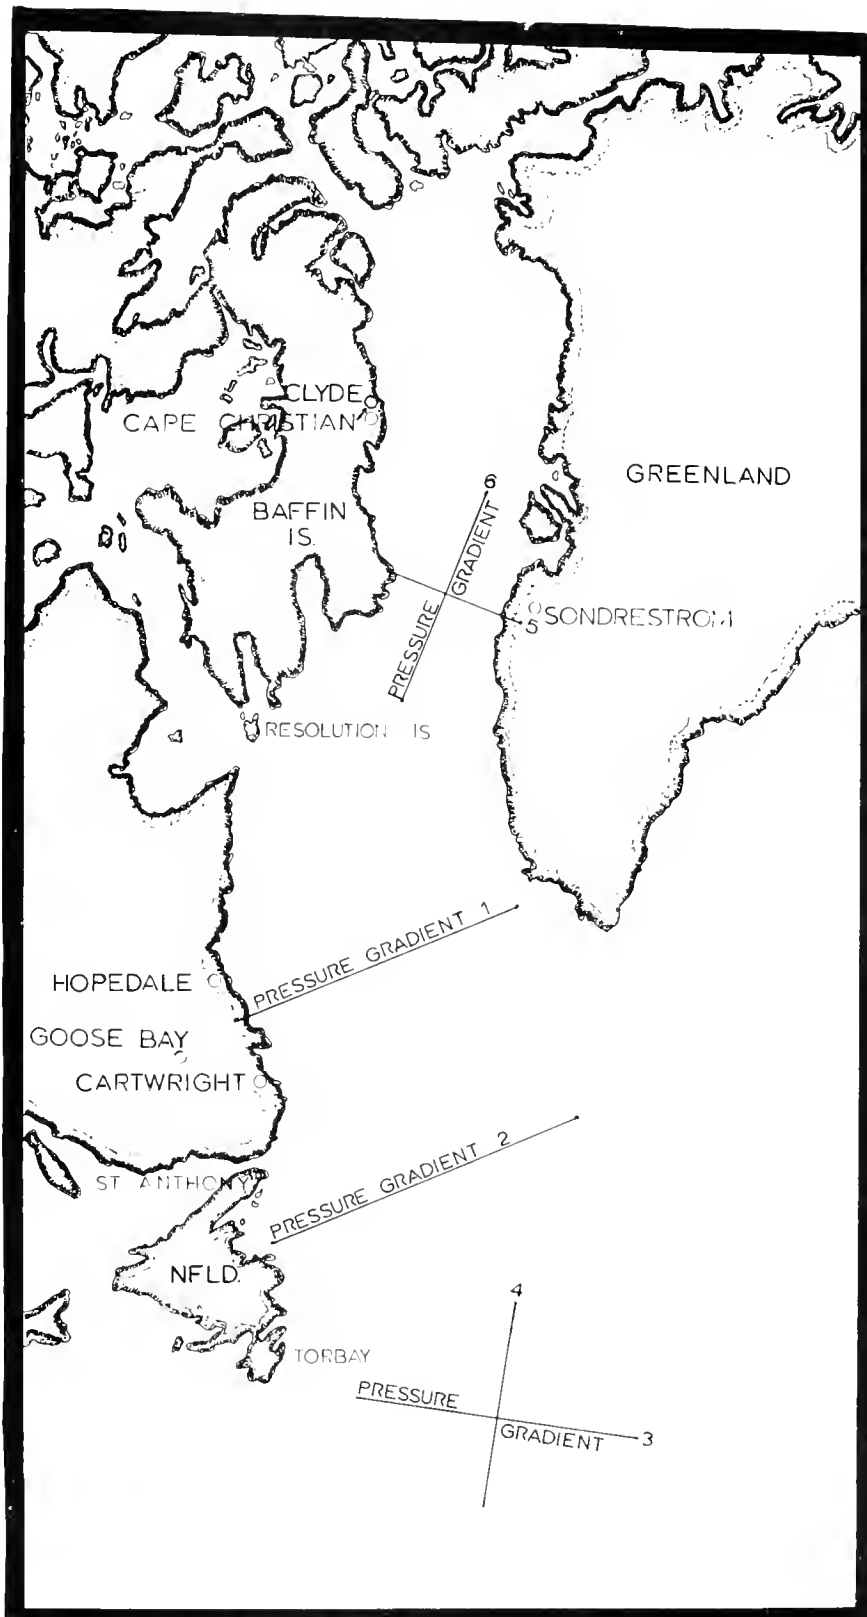 CLYDE
CAPE CHRISTIAN
GREENLAND
6
BAFFIN
IS.
PRESSURE GRADIENT
5
SONDRESTROM
RESOLUTION IS
PRESSURE GRADIENT 1
HOPEDALE
GOOSE BAY
CARTWRIGHT
PRESSURE GRADIENT 2
ST ANTHONY
NFLD.
4
TORBAY
PRESSURE
GRADIENT 3